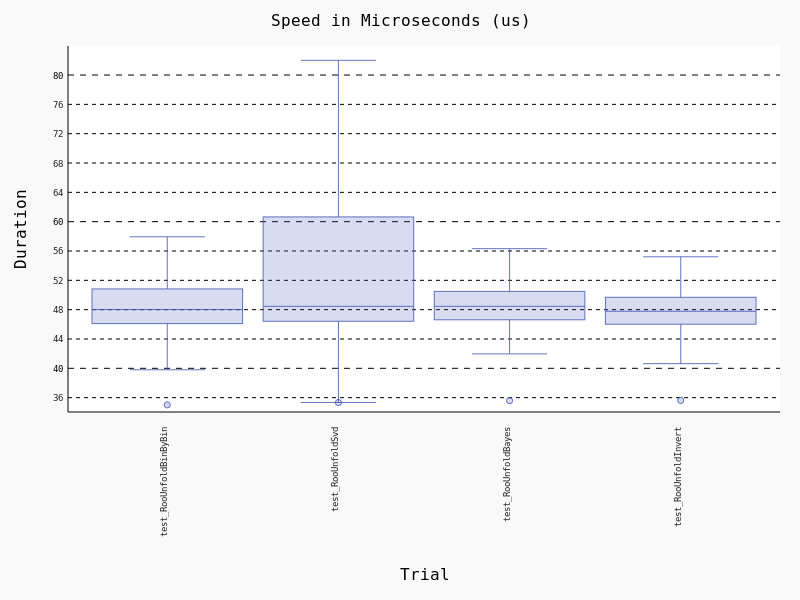 Speed in Microseconds (us)
Duration
80
76
72
68
64
60
56
52
48
44
40
36
test_RooUnfoldBinByBin
test_RooUnfoldSvd
test_RooUnfoldBayes
test_RooUnfoldInvert
Trial